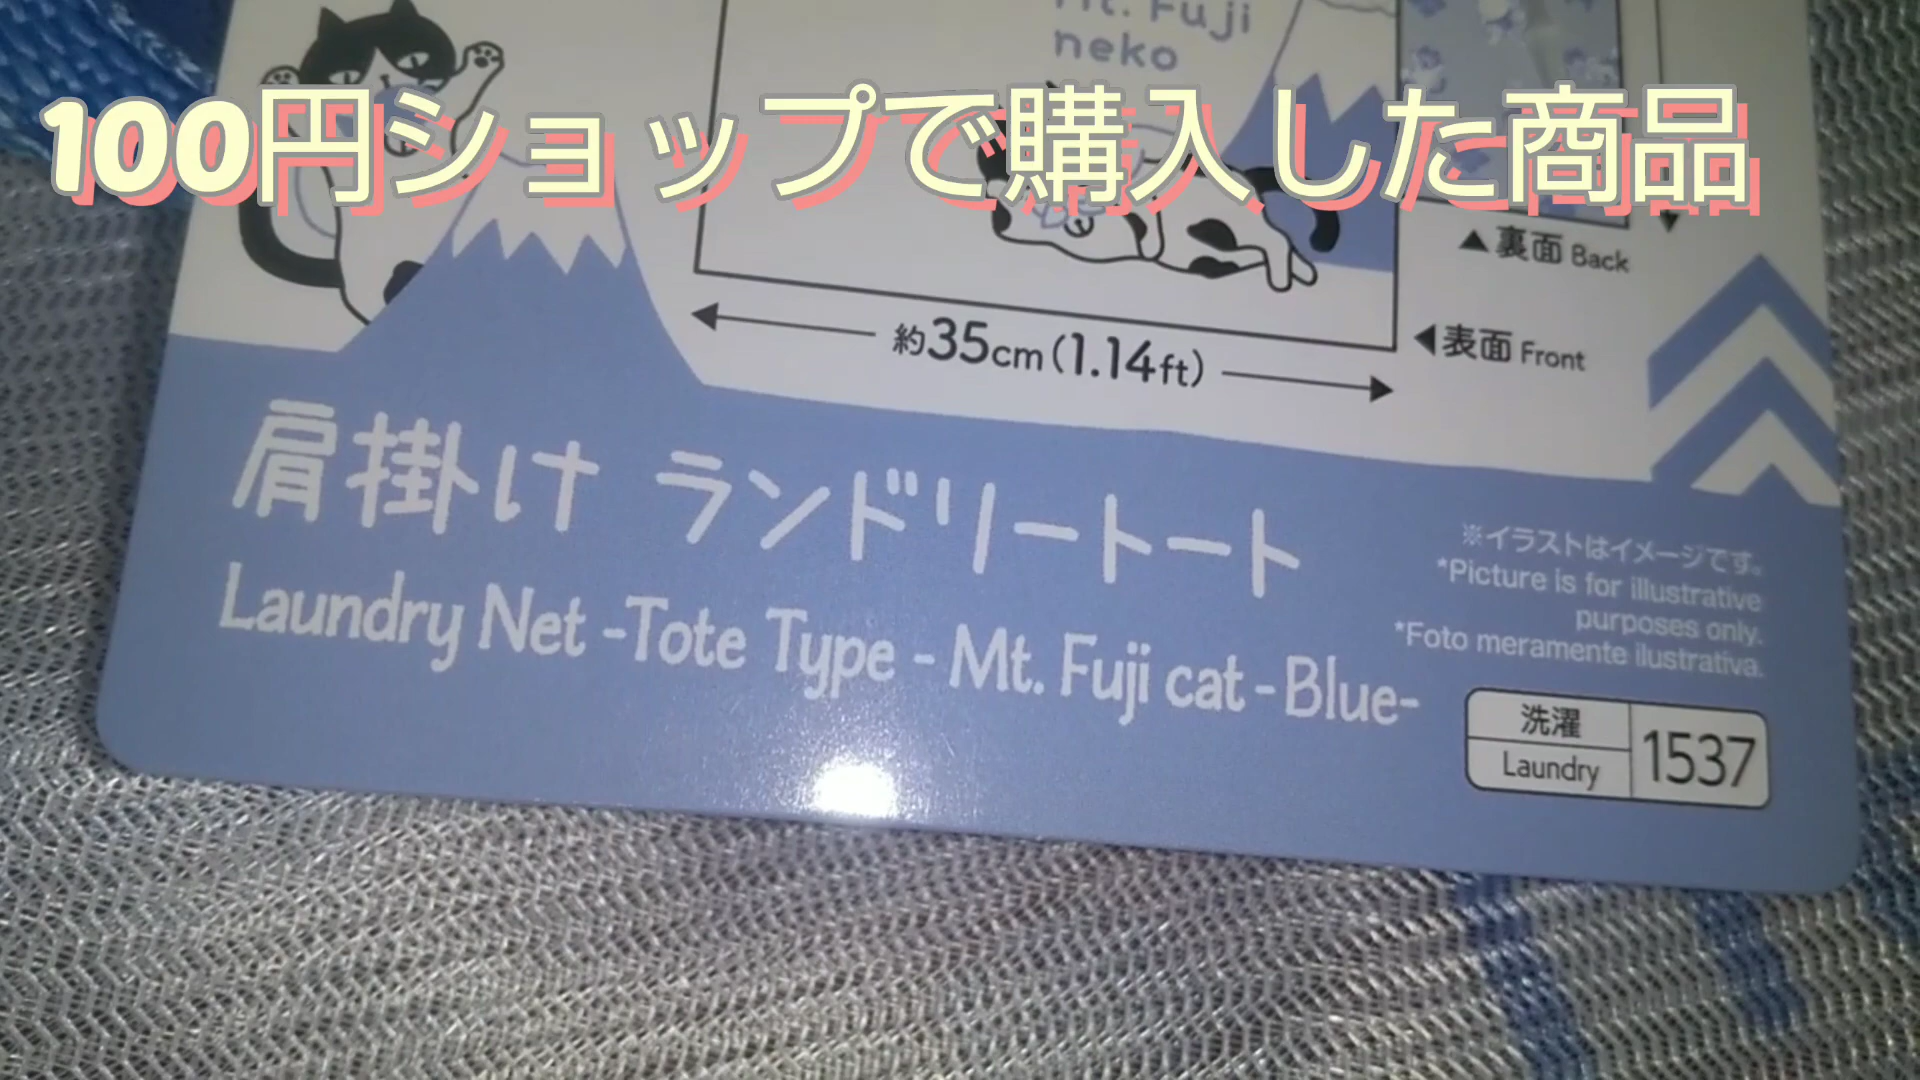 Mt. Fuji
neko
100円ショップで購入した商品
▲裏面 Back
◀表面 Front
約35cm(1.14ft)
肩掛け ランドリートート
Laundry Net -Tote Type - Mt. Fuji cat - Blue-
※イラストはイメージです。
*Picture is for illustrative
purposes only.
*Foto meramente ilustrativa.
洗濯
Laundry
1537